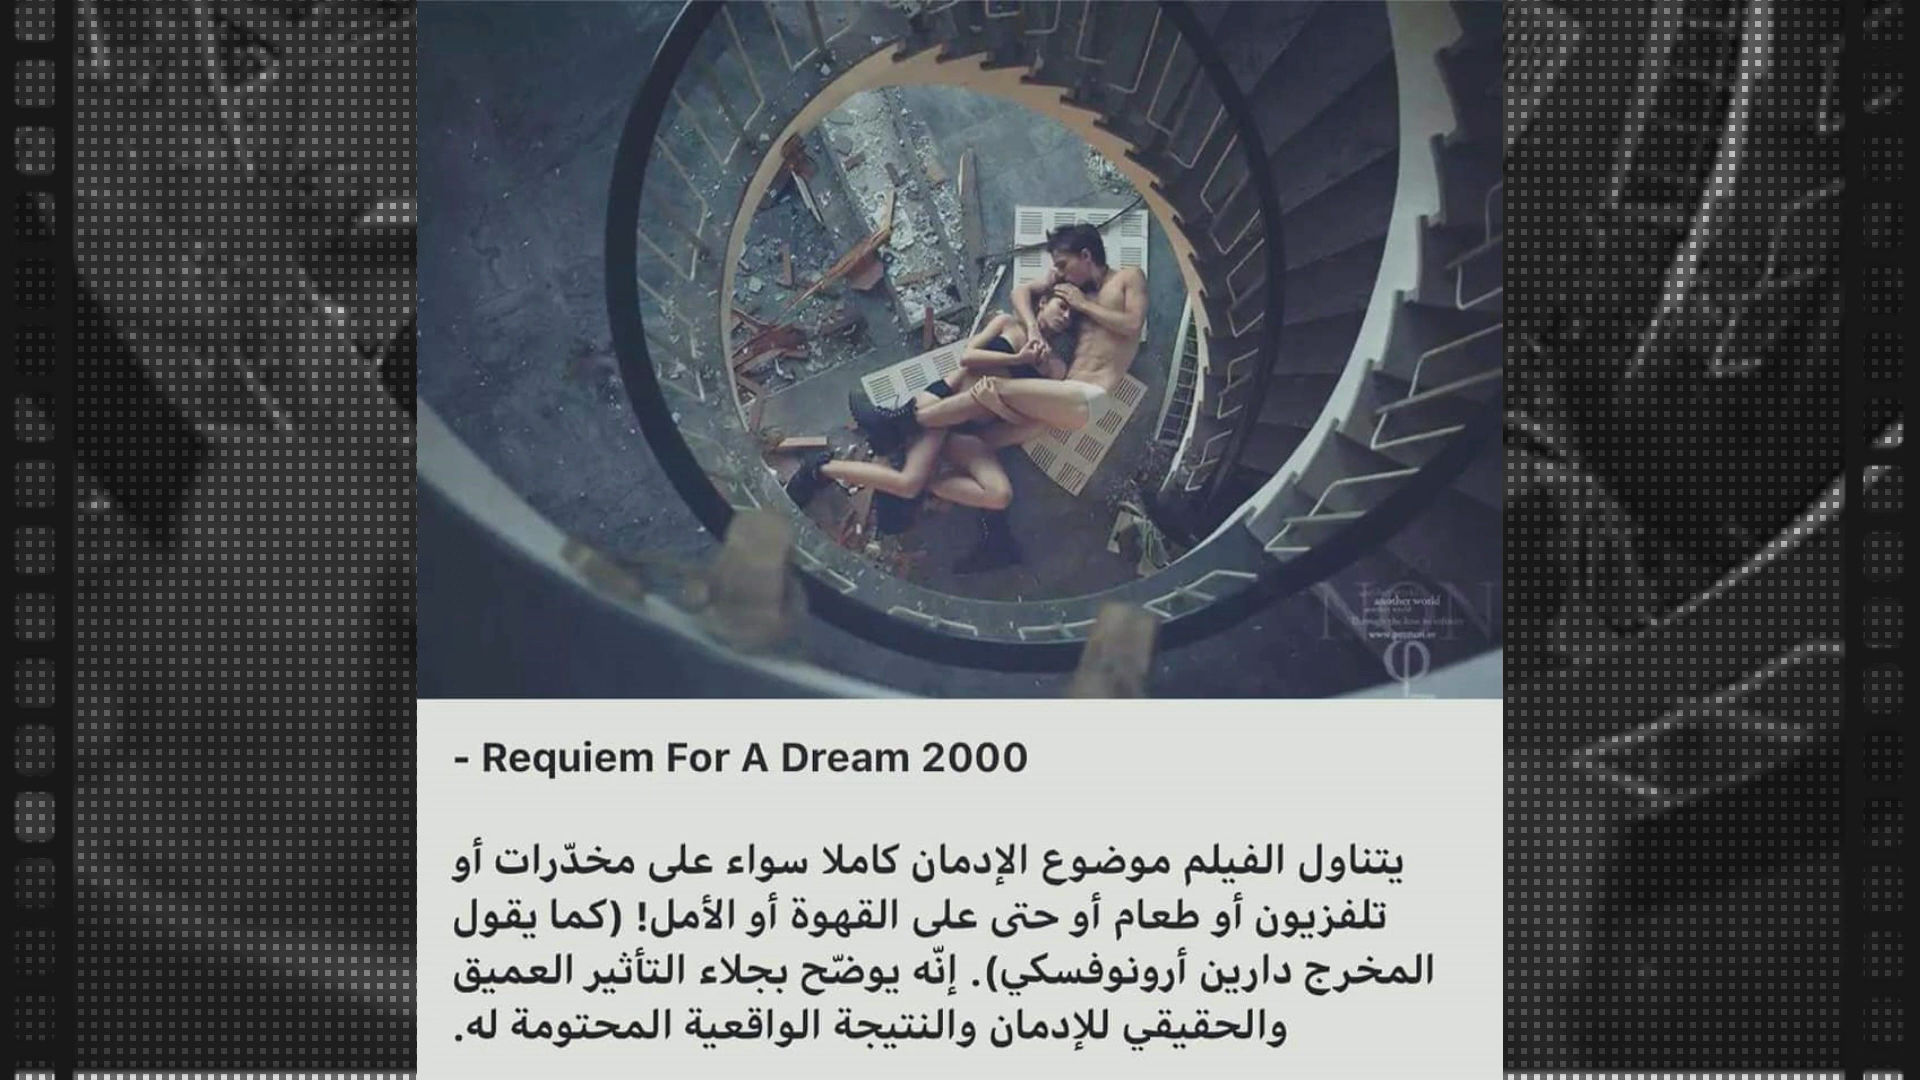 another world
- Requiem For A Dream 2000
يتناول الفيلم موضوع الإدمان كاملا سواء على مخدّرات أو
تلفزيون أو طعام أو حتى على القهوة أو الأمل! (كما يقول
المخرج دارين أرونوفسكي). إنّه يوضّح بجلاء التأثير العميق
والحقيقي للإدمان والنتيجة الواقعية المحتومة له.